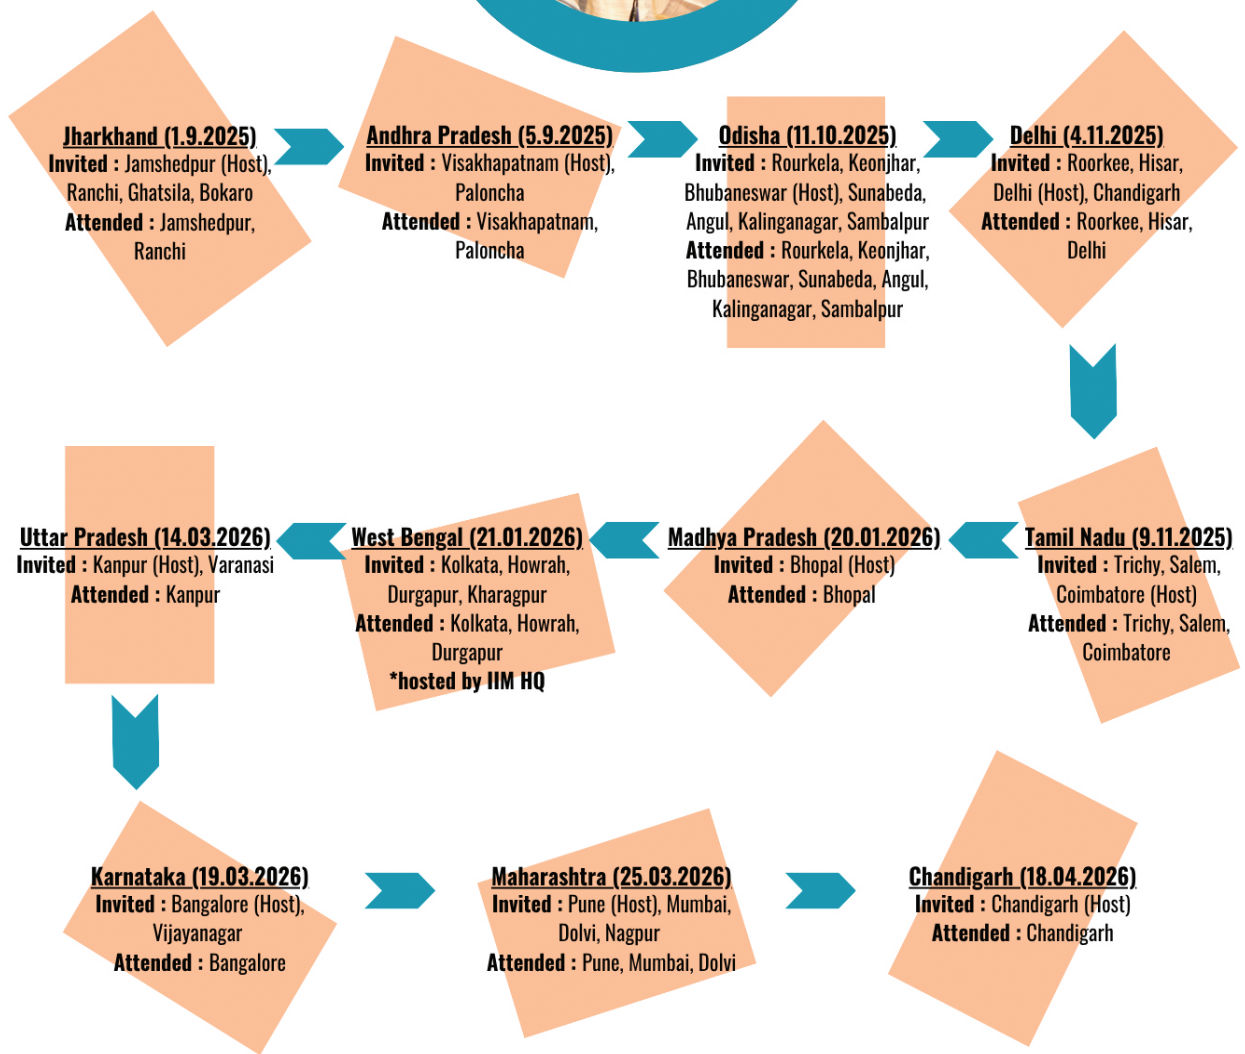 Jharkhand (1.9.2025)
Invited : Jamshedpur (Host),
Ranchi, Ghatsila, Bokaro
Attended : Jamshedpur,
Ranchi
Andhra Pradesh (5.9.2025)
Invited : Visakhapatnam (Host),
Paloncha
Attended : Visakhapatnam,
Paloncha
Odisha (11.10.2025)
Invited : Rourkela, Keonjhar,
Bhubaneswar (Host), Sunabeda,
Angul, Kalinganagar, Sambalpur
Attended : Rourkela, Keonjhar,
Bhubaneswar, Sunabeda, Angul,
Kalinganagar, Sambalpur
Delhi (4.11.2025)
Invited : Roorkee, Hisar,
Delhi (Host), Chandigarh
Attended : Roorkee, Hisar,
Delhi
Tamil Nadu (9.11.2025)
Invited : Trichy, Salem,
Coimbatore (Host)
Attended : Trichy, Salem,
Coimbatore
Madhya Pradesh (20.01.2026)
Invited : Bhopal (Host)
Attended : Bhopal
West Bengal (21.01.2026)
Invited : Kolkata, Howrah,
Durgapur, Kharagpur
Attended : Kolkata, Howrah,
Durgapur
*hosted by IIM HQ
Uttar Pradesh (14.03.2026)
Invited : Kanpur (Host), Varanasi
Attended : Kanpur
Karnataka (19.03.2026)
Invited : Bangalore (Host),
Vijayanagar
Attended : Bangalore
Maharashtra (25.03.2026)
Invited : Pune (Host), Mumbai,
Dolvi, Nagpur
Attended : Pune, Mumbai, Dolvi
Chandigarh (18.04.2026)
Invited : Chandigarh (Host)
Attended : Chandigarh